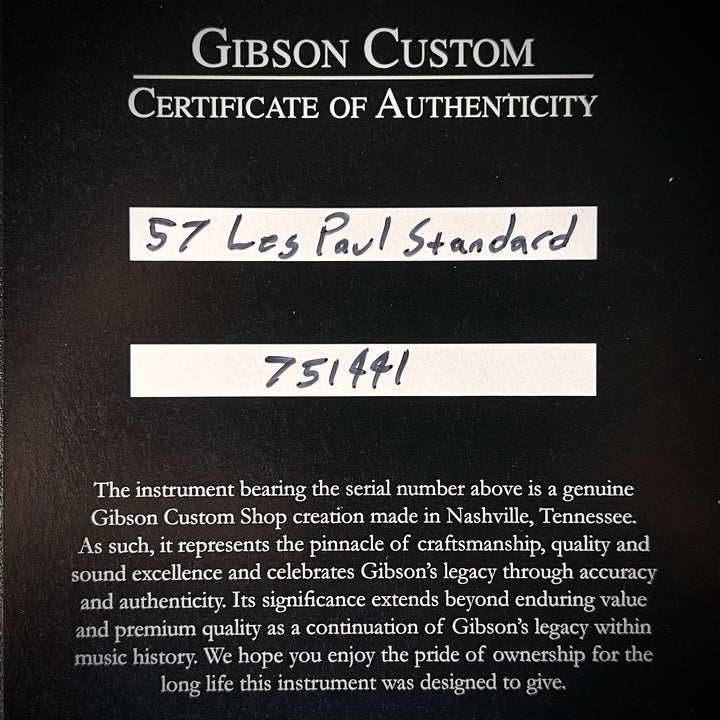 GIBSON CUSTOM
CERTIFICATE OF AUTHENTICITY
57 Les Paul Standard
751441
The instrument bearing the serial number above is a genuine
Gibson Custom Shop creation made in Nashville, Tennessee.
As such, it represents the pinnacle of craftsmanship, quality and
sound excellence and celebrates Gibson's legacy through accuracy
and authenticity. Its significance extends beyond enduring value
and premium quality as a continuation of Gibson's legacy within
music history. We hope you enjoy the pride of ownership for the
long life this instrument was designed to give.